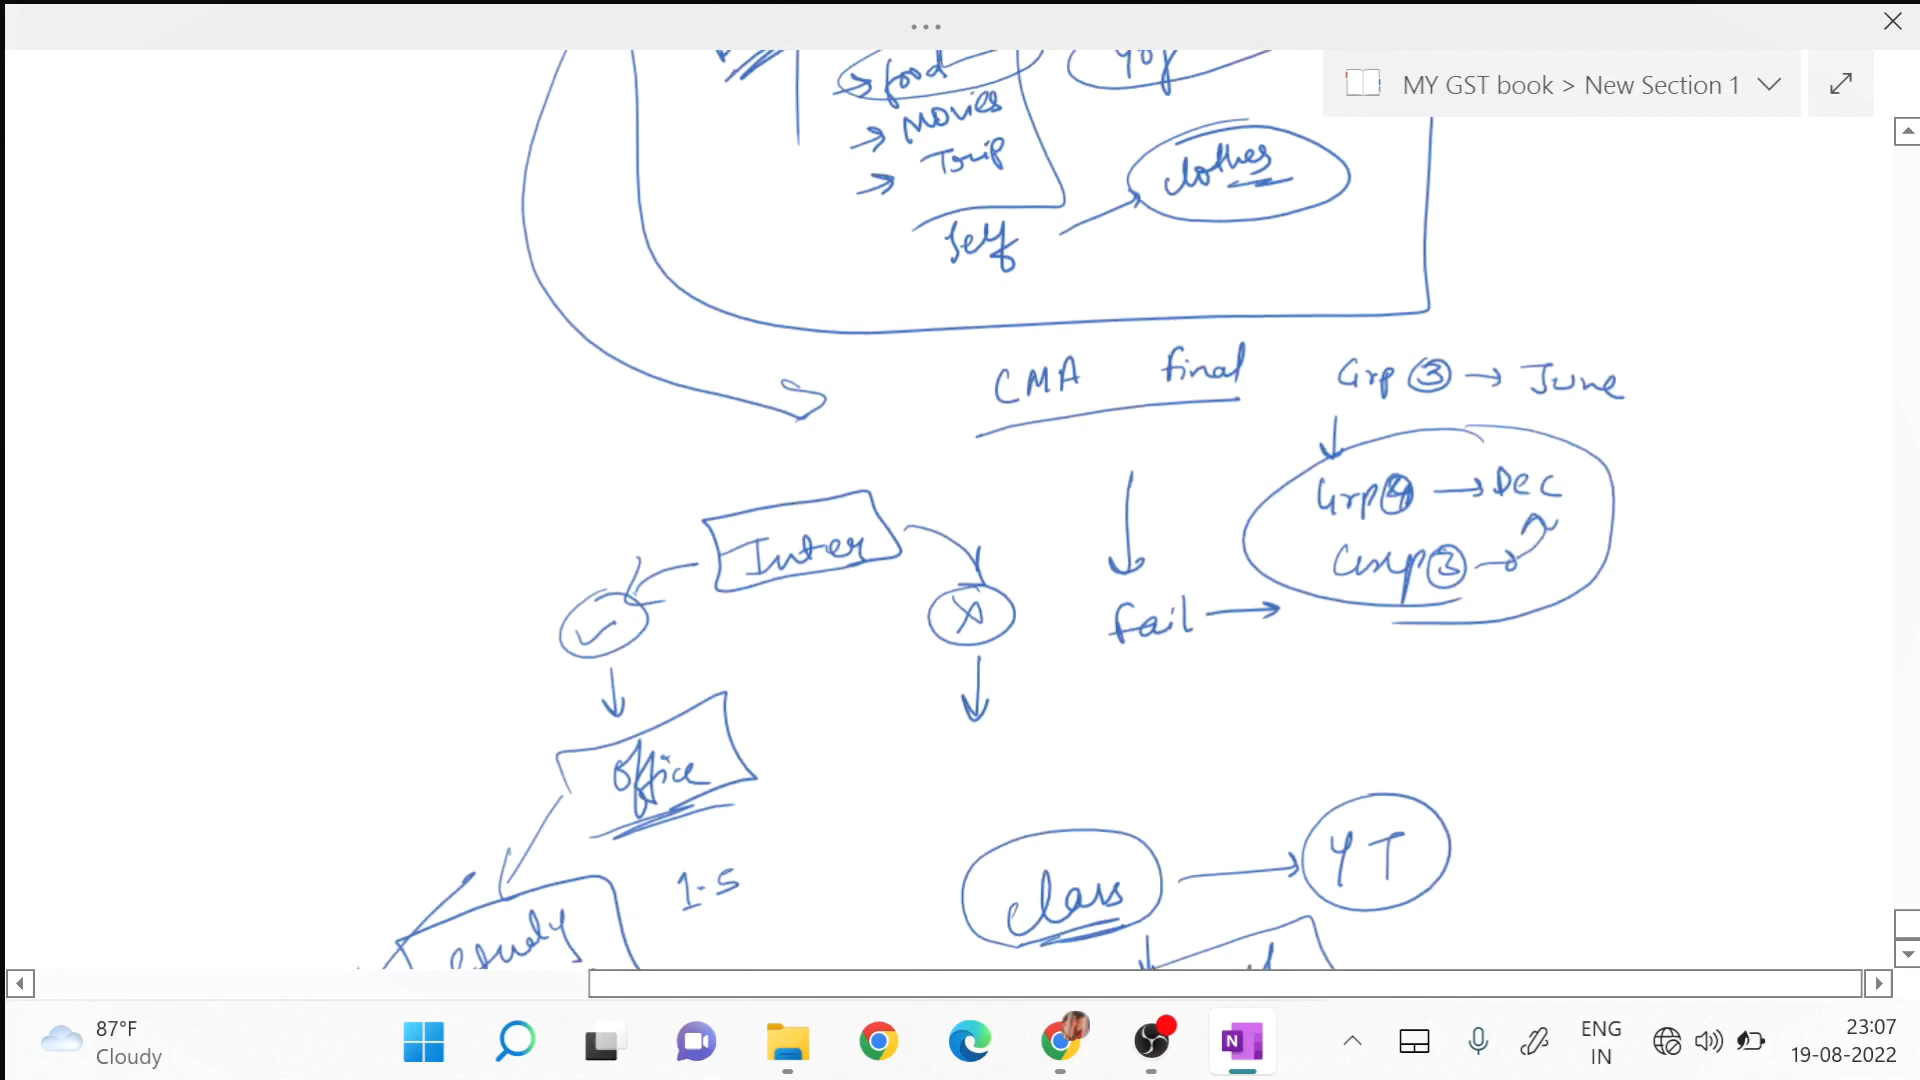 MY GST book > New Section 1
→ food
→ Movies
→ Trip
clothes
Self
CMA final
Grp ③ → June
Grp ④ → Dec
Grp ③ →
Inter
fail →
office
1-5
class
YT
study
87°F
Cloudy
ENG
IN
23:07
19-08-2022